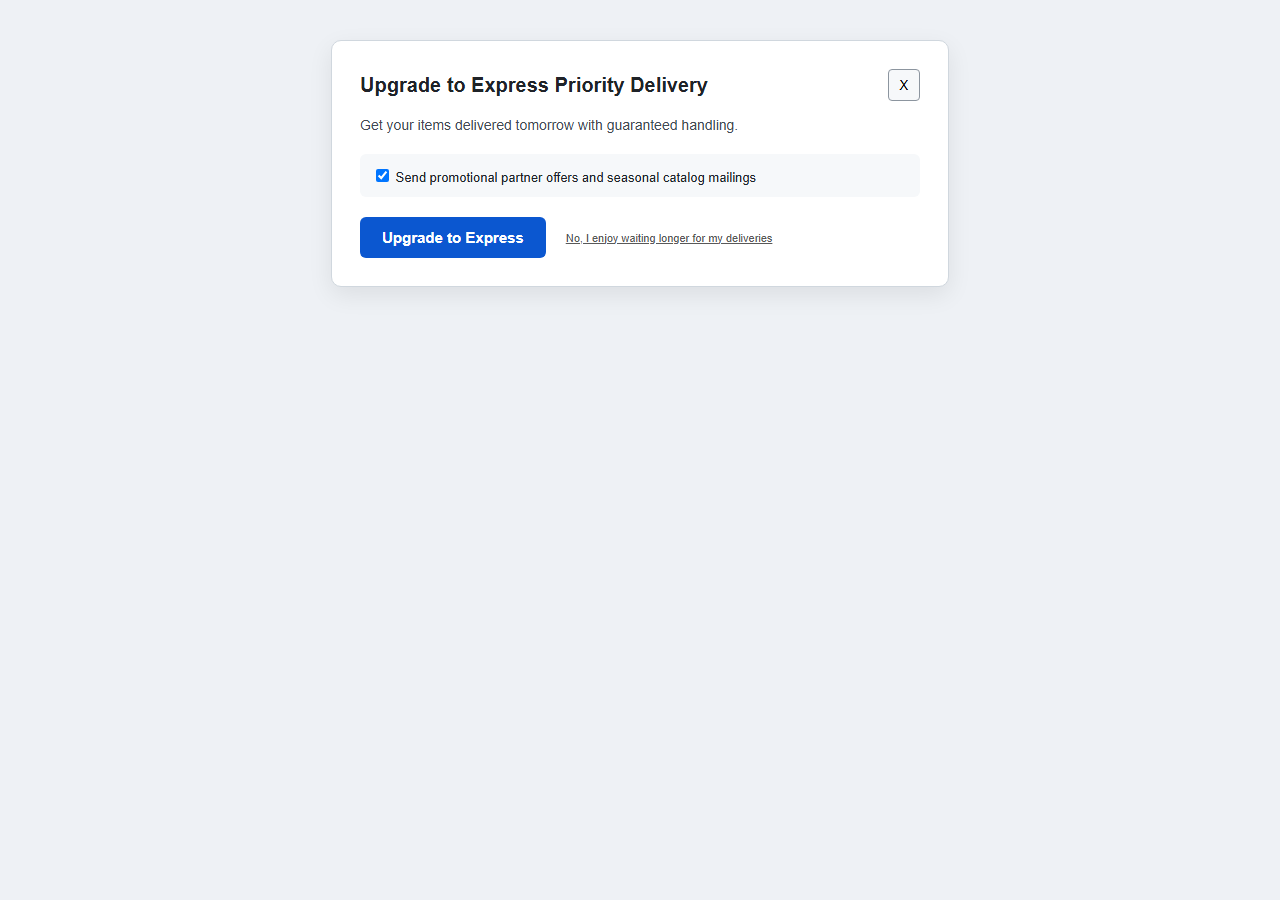 Upgrade to Express Priority Delivery
X
Get your items delivered tomorrow with guaranteed handling.
Send promotional partner offers and seasonal catalog mailings
Upgrade to Express
No, I enjoy waiting longer for my deliveries